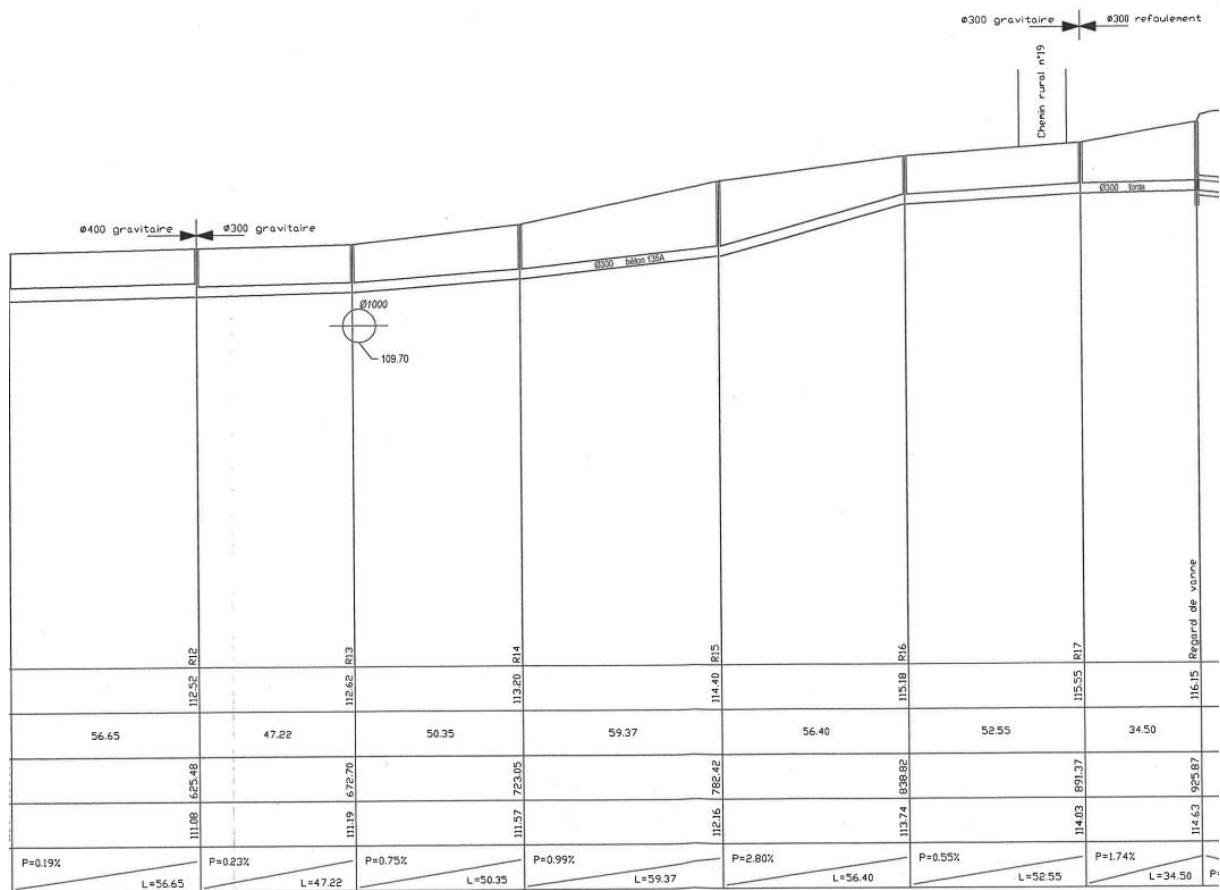 ø300 gravitaire
ø300 refoulement
Chemin rural n°19
ø400 gravitaire
ø300 gravitaire
Ø300 béton 135A
Ø300 fonte
Ø1000
109.70
R12
R13
R14
R15
R16
R17
Regard de vanne
112.52
112.62
113.20
114.40
115.18
115.55
116.15
56.65
47.22
50.35
59.37
56.40
52.55
34.50
625.48
672.70
723.05
782.42
838.82
891.37
925.87
111.08
111.19
111.57
112.16
113.74
114.03
114.63
P=0.19%
P=0.23%
P=0.75%
P=0.99%
P=2.80%
P=0.55%
P=1.74%
P=
L=56.65
L=47.22
L=50.35
L=59.37
L=56.40
L=52.55
L=34.50